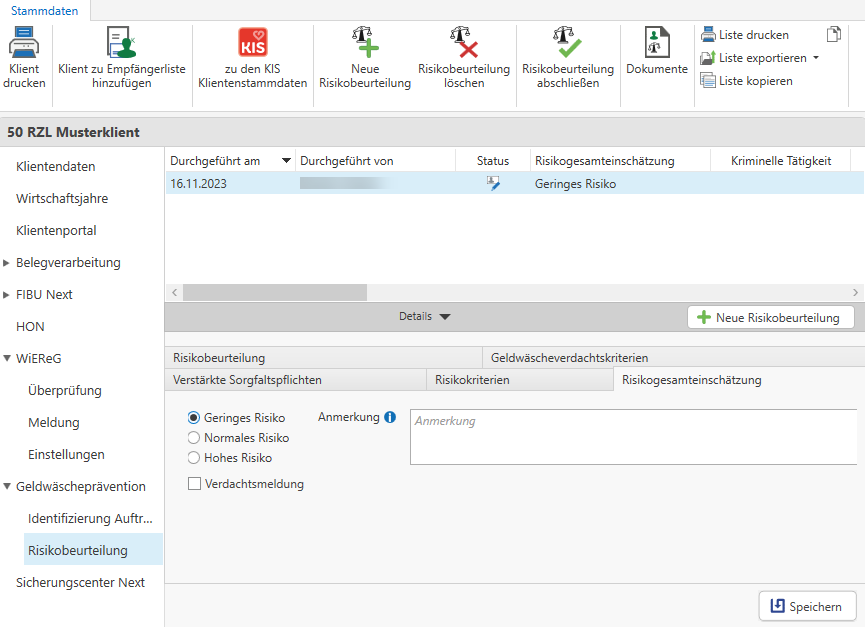 Stammdaten
Klient drucken
Klient zu Empfängerliste hinzufügen
KIS
zu den KIS Klientenstammdaten
Neue Risikobeurteilung
Risikobeurteilung löschen
Risikobeurteilung abschließen
Dokumente
Liste drucken
Liste exportieren
Liste kopieren
50 RZL Musterklient
Klientendaten
Wirtschaftsjahre
Klientenportal
Belegverarbeitung
FIBU Next
HON
WiEReG
Überprüfung
Meldung
Einstellungen
Geldwäscheprävention
Identifizierung Auftr...
Risikobeurteilung
Sicherungscenter Next
Durchgeführt am Durchgeführt von Status Risikogesamteinschätzung Kriminelle Tätigkeit
16.11.2023 Geringes Risiko
Details
Neue Risikobeurteilung
Risikobeurteilung Geldwäscheverdachtskriterien
Verstärkte Sorgfaltspflichten Risikokriterien Risikogesamteinschätzung
Geringes Risiko Anmerkung Anmerkung
Normales Risiko
Hohes Risiko
Verdachtsmeldung
Speichern